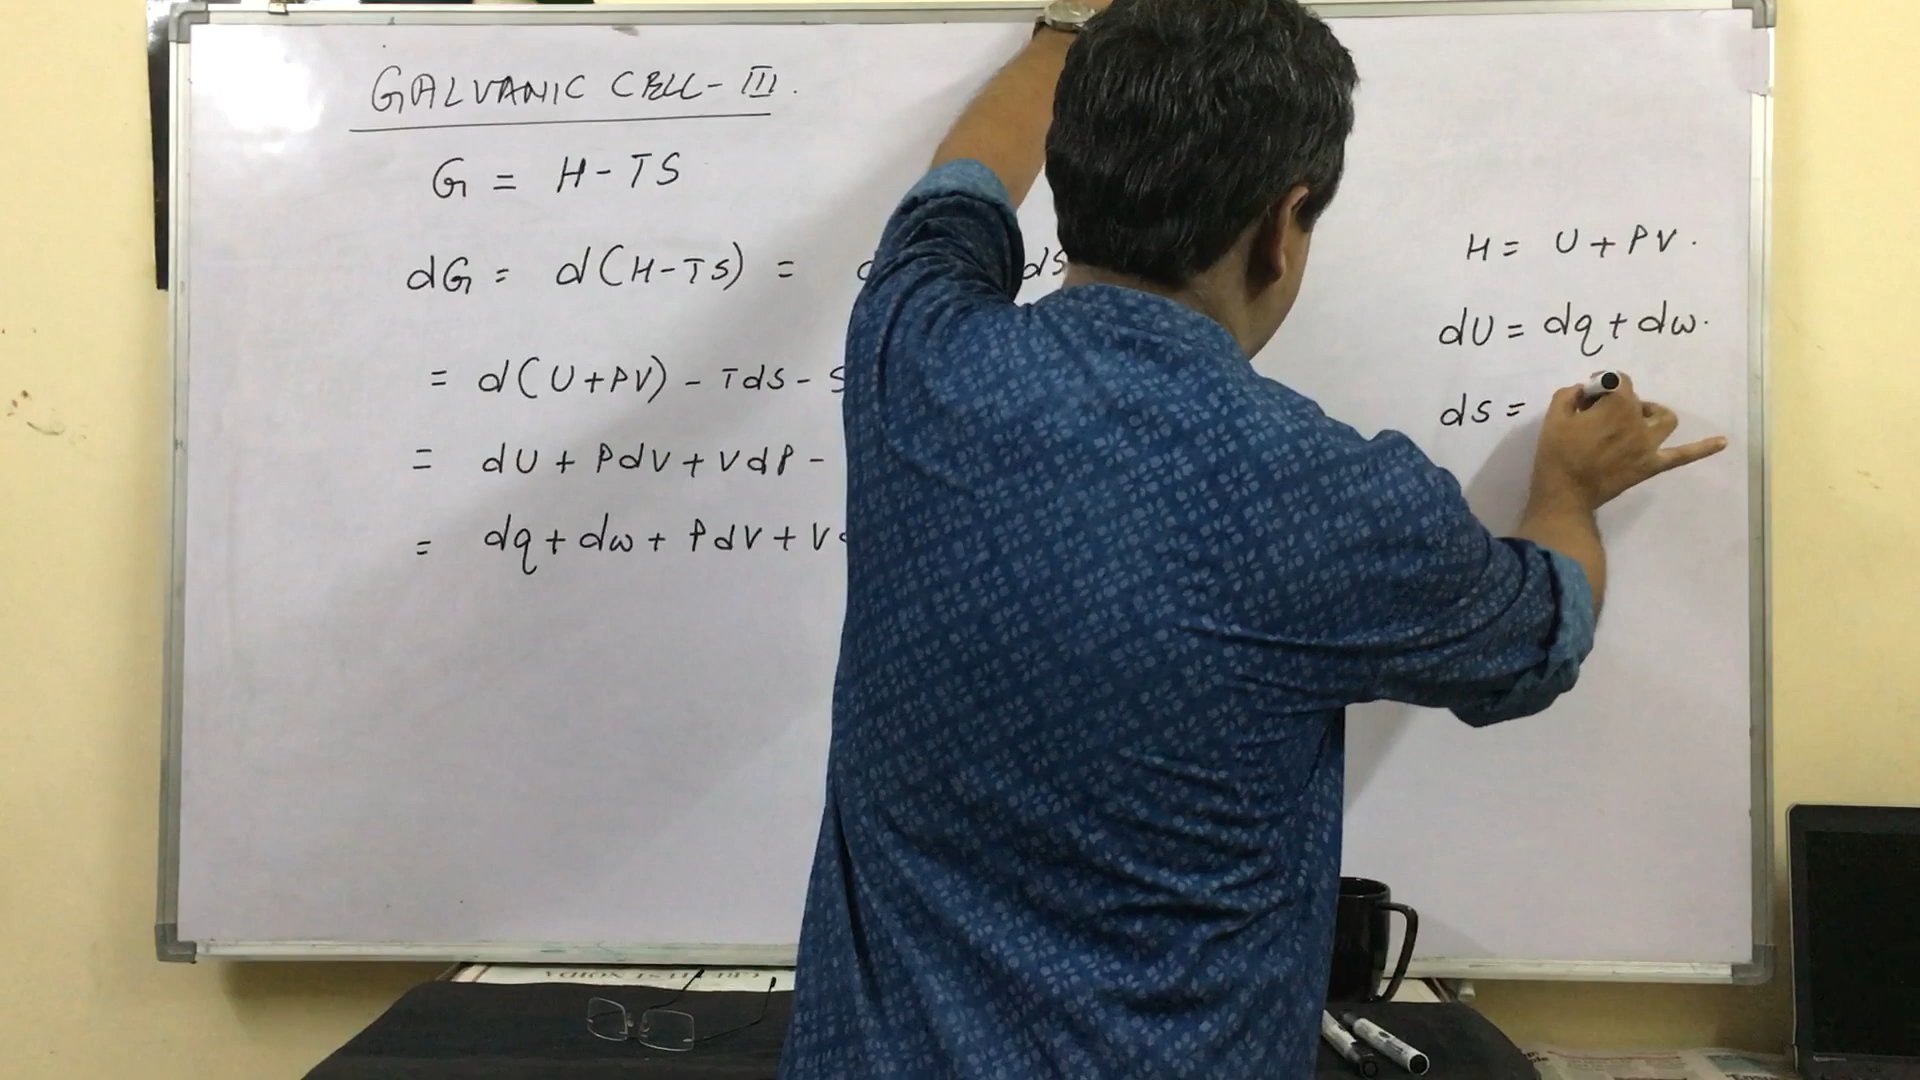 GALVANIC CELL-III.
G = H-TS
dG = d(H-TS) = ds
= d(U+PV) - Tds - S
= dU + PdV + VdP -
= dq + dw + PdV + V
H = U + PV.
dU = dq + dw.
ds =